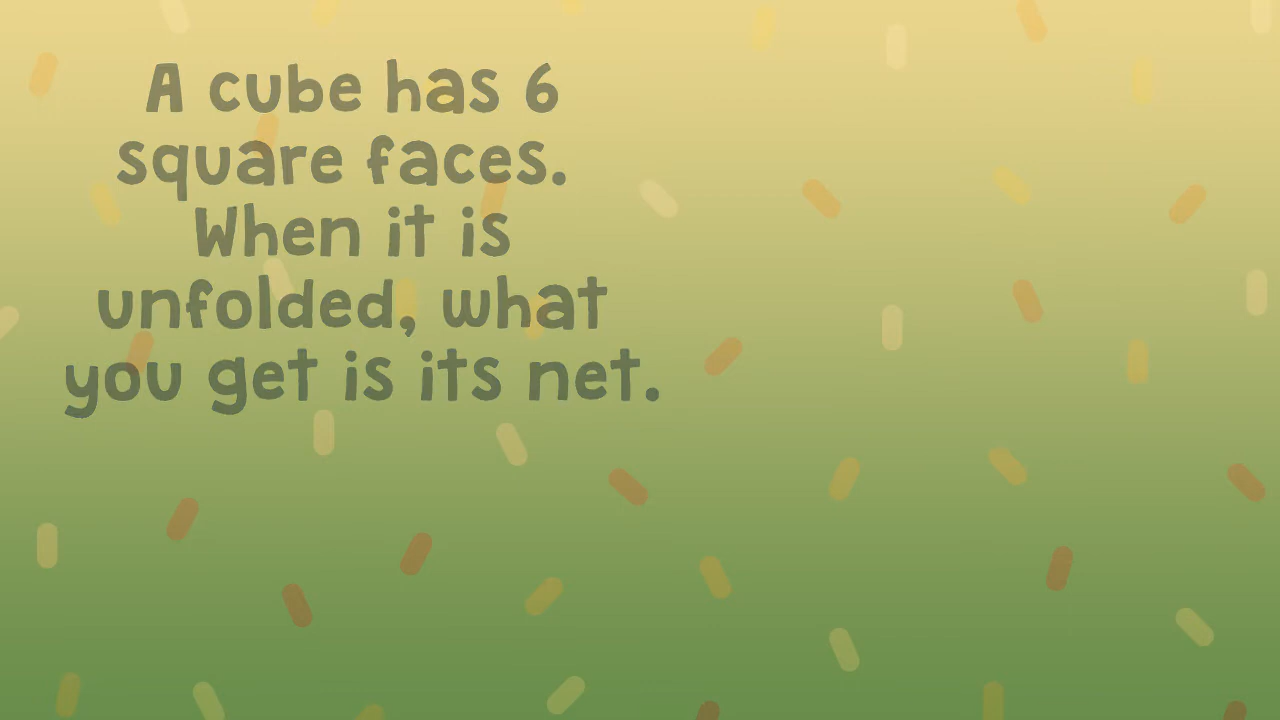 A cube has 6
square faces.
When it is
unfolded, what
you get is its net.